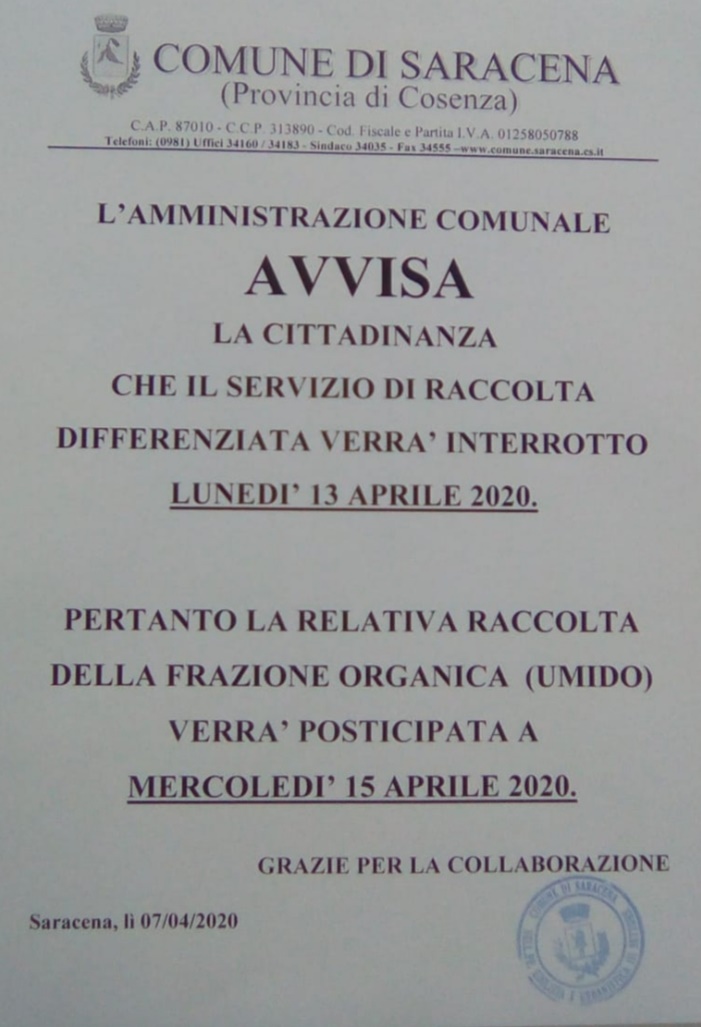 COMUNE DI SARACENA
(Provincia di Cosenza)
C.A.P. 87010 - C.C.P. 313890 - Cod. Fiscale e Partita I.V.A. 01258050788
Telefoni: (0981) Uffici 34160 / 34183 - Sindaco 34035 - Fax 34555 –www.comune.saracena.cs.it
L’AMMINISTRAZIONE COMUNALE
AVVISA
LA CITTADINANZA
CHE IL SERVIZIO DI RACCOLTA
DIFFERENZIATA VERRA’ INTERROTTO
LUNEDI’ 13 APRILE 2020.
PERTANTO LA RELATIVA RACCOLTA
DELLA FRAZIONE ORGANICA (UMIDO)
VERRA’ POSTICIPATA A
MERCOLEDI’ 15 APRILE 2020.
GRAZIE PER LA COLLABORAZIONE
Saracena, lì 07/04/2020
COMUNE DI SARACENA